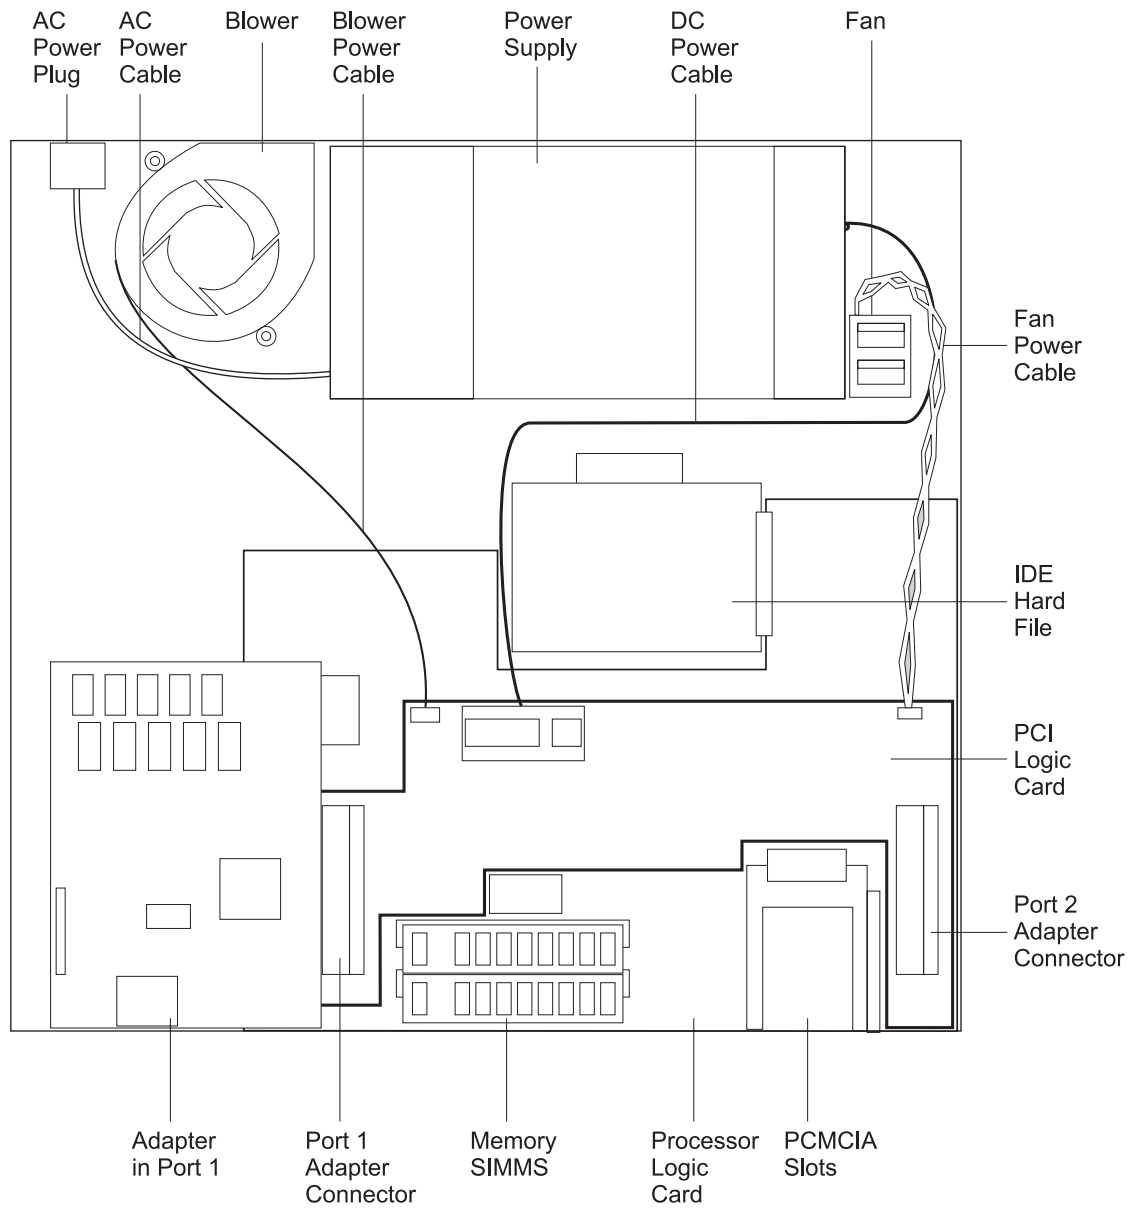 AC
Power
Plug
AC
Power
Cable
Blower
Blower
Power
Cable
Power
Supply
DC
Power
Cable
Fan
Fan
Power
Cable
IDE
Hard
File
PCI
Logic
Card
Port 2
Adapter
Connector
Adapter
in Port 1
Port 1
Adapter
Connector
Memory
SIMMS
Processor
Logic
Card
PCMCIA
Slots